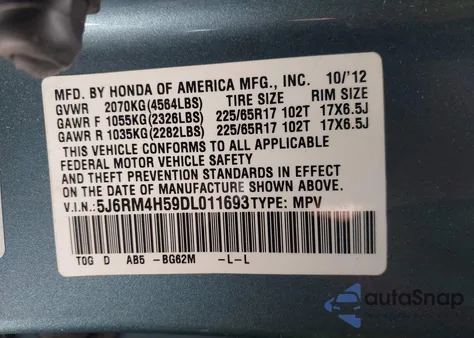 MFD. BY HONDA OF AMERICA MFG., INC. 10/'12
GVWR 2070KG(4564LBS) TIRE SIZE RIM SIZE
GAWR F 1055KG(2326LBS) 225/65R17 102T 17X6.5J
GAWR R 1035KG(2282LBS) 225/65R17 102T 17X6.5J
THIS VEHICLE CONFORMS TO ALL APPLICABLE
FEDERAL MOTOR VEHICLE SAFETY
AND THEFT PREVENTION STANDARDS IN
EFFECT ON THE DATE OF MANUFACTURE SHOWN ABOVE.
V.I.N.:5J6RM4H59DL011693TYPE: MPV
TOG D AB5 -BG62M -L-L
autoSnap